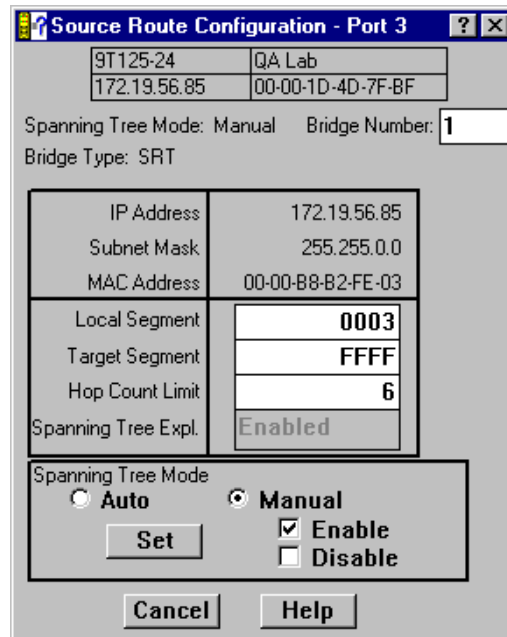 Source Route Configuration - Port 3 ? X
9T125-24 QA Lab
172.19.56.85 00-00-1D-4D-7F-BF
Spanning Tree Mode: Manual Bridge Number: 1
Bridge Type: SRT
IP Address 172.19.56.85
Subnet Mask 255.255.0.0
MAC Address 00-00-B8-B2-FE-03
Local Segment 0003
Target Segment FFFF
Hop Count Limit 6
Spanning Tree Expl. Enabled
Spanning Tree Mode
Auto Manual
Set Enable
Disable
Cancel Help